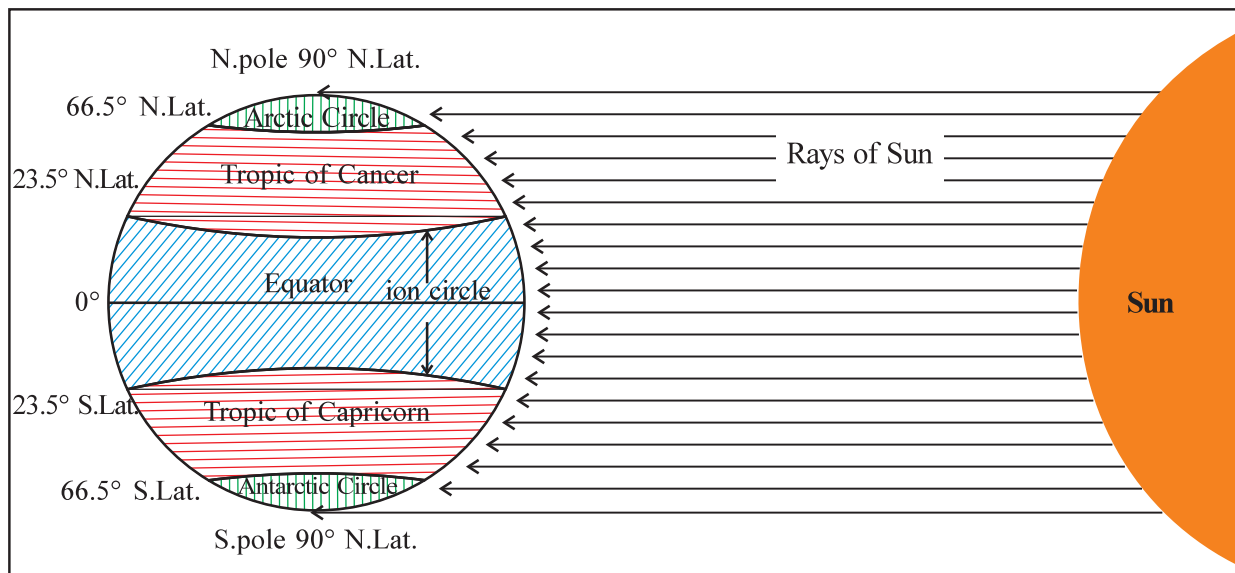 N.pole 90° N.Lat.
66.5° N.Lat.
Arctic Circle
Rays of Sun
23.5° N.Lat.
Tropic of Cancer
Equator
ion circle
0°
Sun
23.5° S.Lat.
Tropic of Capricorn
66.5° S.Lat.
Antarctic Circle
S.pole 90° N.Lat.